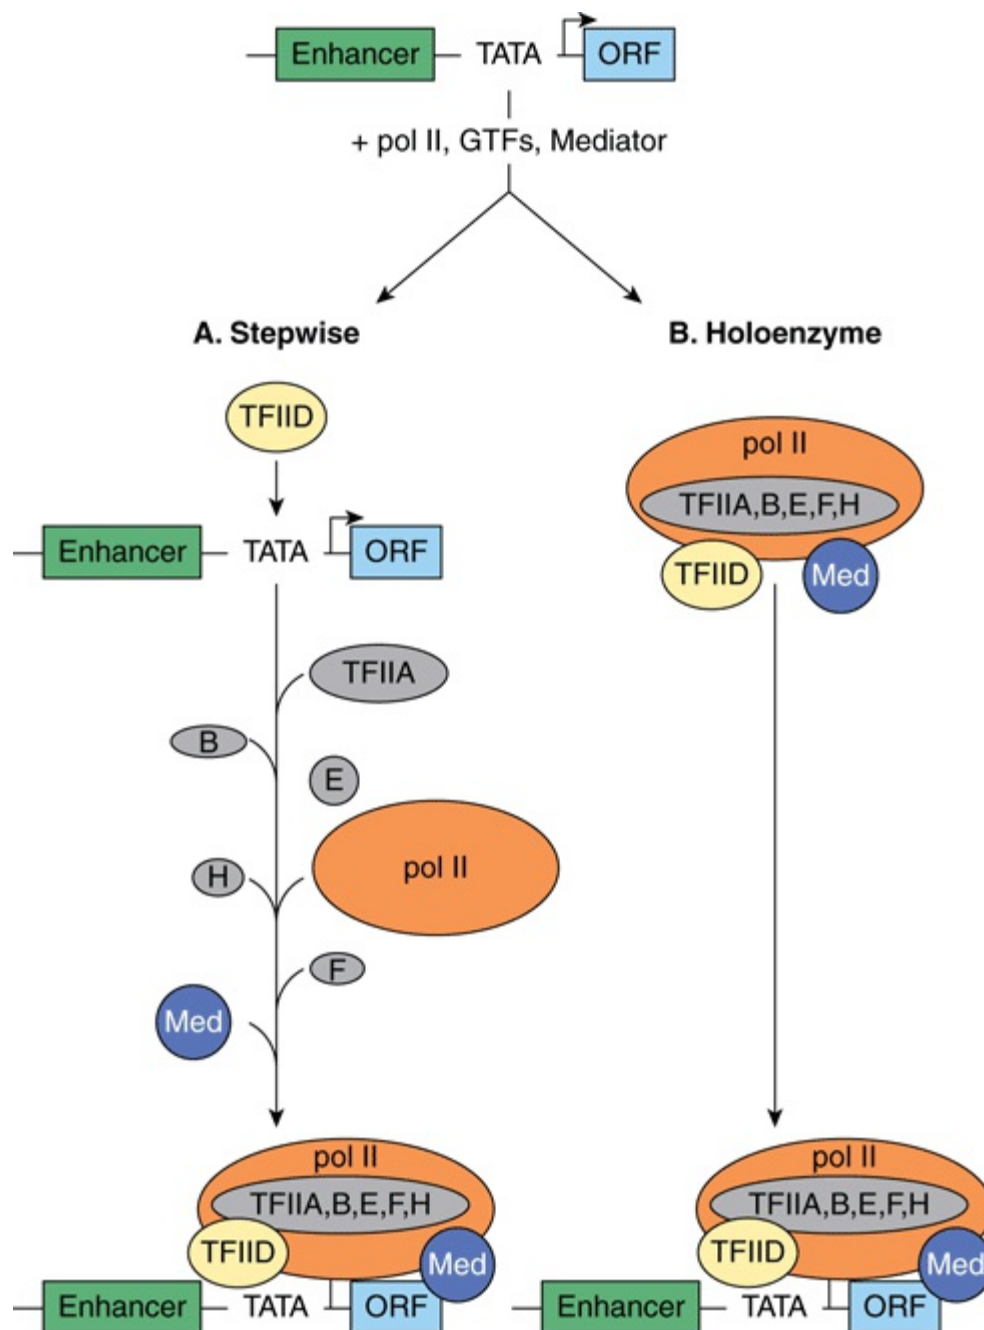 Enhancer TATA ORF
+ pol II, GTFs, Mediator
A. Stepwise
B. Holoenzyme
TFIID
pol II
TFIIA,B,E,F,H
TFIID Med
Enhancer TATA ORF
TFIIA
B
E
pol II
H
F
Med
pol II
TFIIA,B,E,F,H
TFIID
Med
Enhancer TATA ORF
pol II
TFIIA,B,E,F,H
TFIID
Med
Enhancer TATA ORF